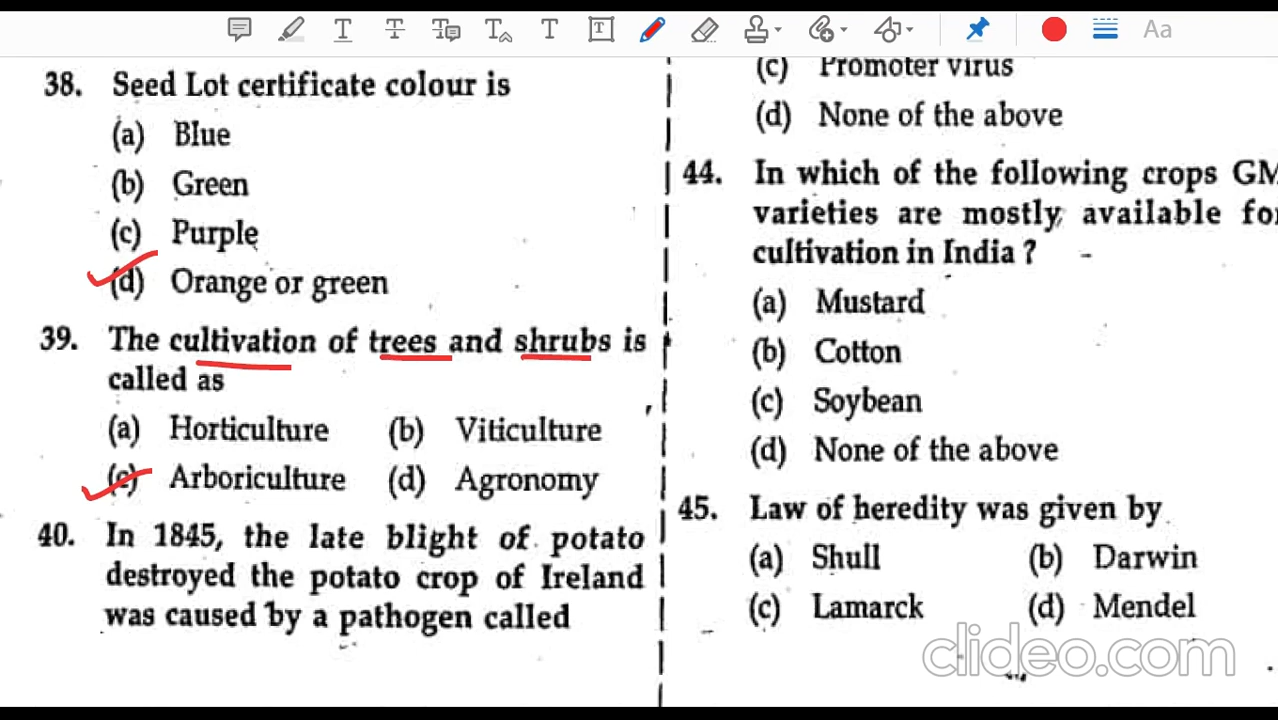 38. Seed Lot certificate colour is
(a) Blue
(b) Green
(c) Purple
(d) Orange or green
39. The cultivation of trees and shrubs is
called as
(a) Horticulture (b) Viticulture
(c) Arboriculture (d) Agronomy
40. In 1845, the late blight of potato
destroyed the potato crop of Ireland
was caused by a pathogen called
(c) Promoter virus
(d) None of the above
44. In which of the following crops GM
varieties are mostly available for
cultivation in India ?
(a) Mustard
(b) Cotton
(c) Soybean
(d) None of the above
45. Law of heredity was given by
(a) Shull (b) Darwin
(c) Lamarck (d) Mendel
clideo.com
T T T T T T Aa